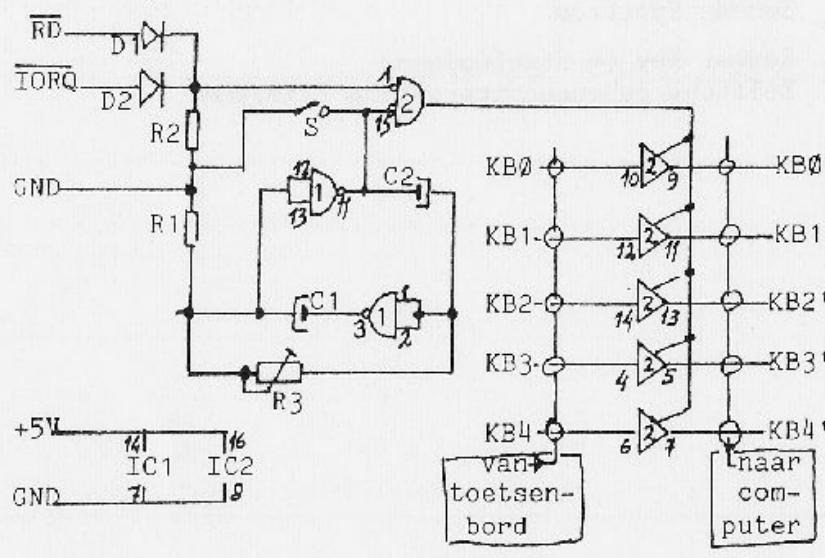 R̅D̅
D1
I̅O̅R̅Q̅
D2
R2
GND
R1
S
1
15
2
12
13
1
11
C2
C1
3
1
1
2
R3
+5V
14
16
IC1
IC2
GND
7
8
KBØ
10
2
9
KBØ'
KB1
12
2
11
KB1'
KB2
14
2
13
KB2'
KB3
4
2
5
KB3'
KB4
6
2
7
KB4'
van
toetsen-
bord
naar
com-
puter